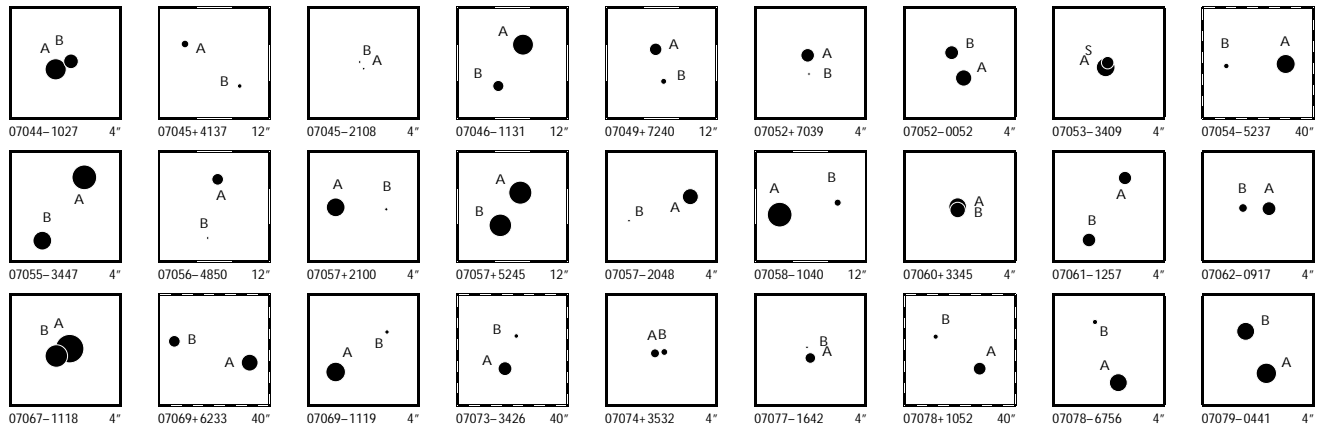 A B A B B A A B A B A B B A S A B A
07044−1027 4″ 07045+4137 12″ 07045−2108 4″ 07046−1131 12″ 07049+7240 12″ 07052+7039 4″ 07052−0052 4″ 07053−3409 4″ 07054−5237 40″
A B A B A B A B B A A B A B A B B A
07055−3447 4″ 07056−4850 12″ 07057+2100 4″ 07057+5245 12″ 07057−2048 4″ 07058−1040 12″ 07060+3345 4″ 07061−1257 4″ 07062−0917 4″
B A B A A B B A A B B A B A B A B A
07067−1118 4″ 07069+6233 40″ 07069−1119 4″ 07073−3426 40″ 07074+3532 4″ 07077−1642 4″ 07078+1052 40″ 07078−6756 4″ 07079−0441 4″